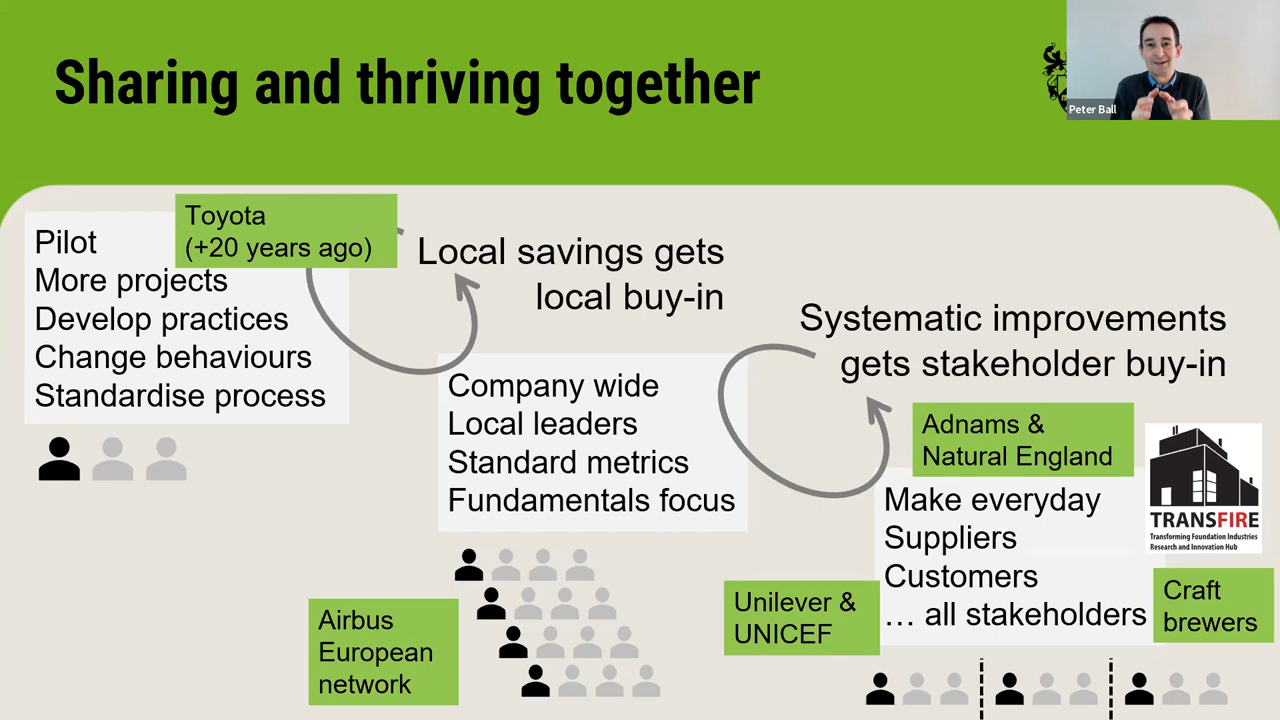 Sharing and thriving together
Peter Ball
Toyota
(+20 years ago)
Pilot
More projects
Develop practices
Change behaviours
Standardise process
Local savings gets
local buy-in
Company wide
Local leaders
Standard metrics
Fundamentals focus
Airbus
European
network
Systematic improvements
gets stakeholder buy-in
Adnams &
Natural England
Make everyday
Suppliers
Customers
… all stakeholders
Unilever &
UNICEF
TRANSFIRE
Transforming Foundation Industries
Research and Innovation Hub
Craft
brewers